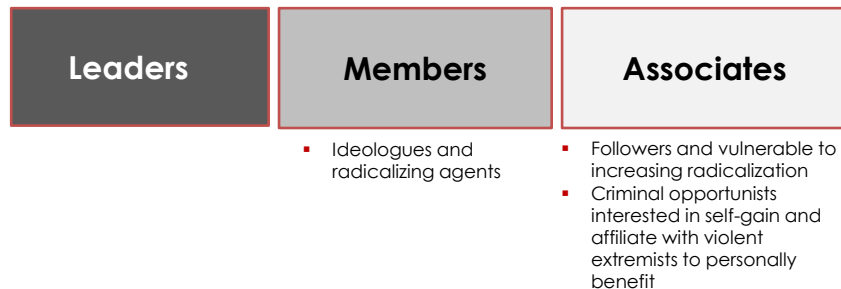 Leaders
Members
Associates
▪ Ideologues and
radicalizing agents
▪ Followers and vulnerable to
increasing radicalization
▪ Criminal opportunists
interested in self-gain and
affiliate with violent
extremists to personally
benefit